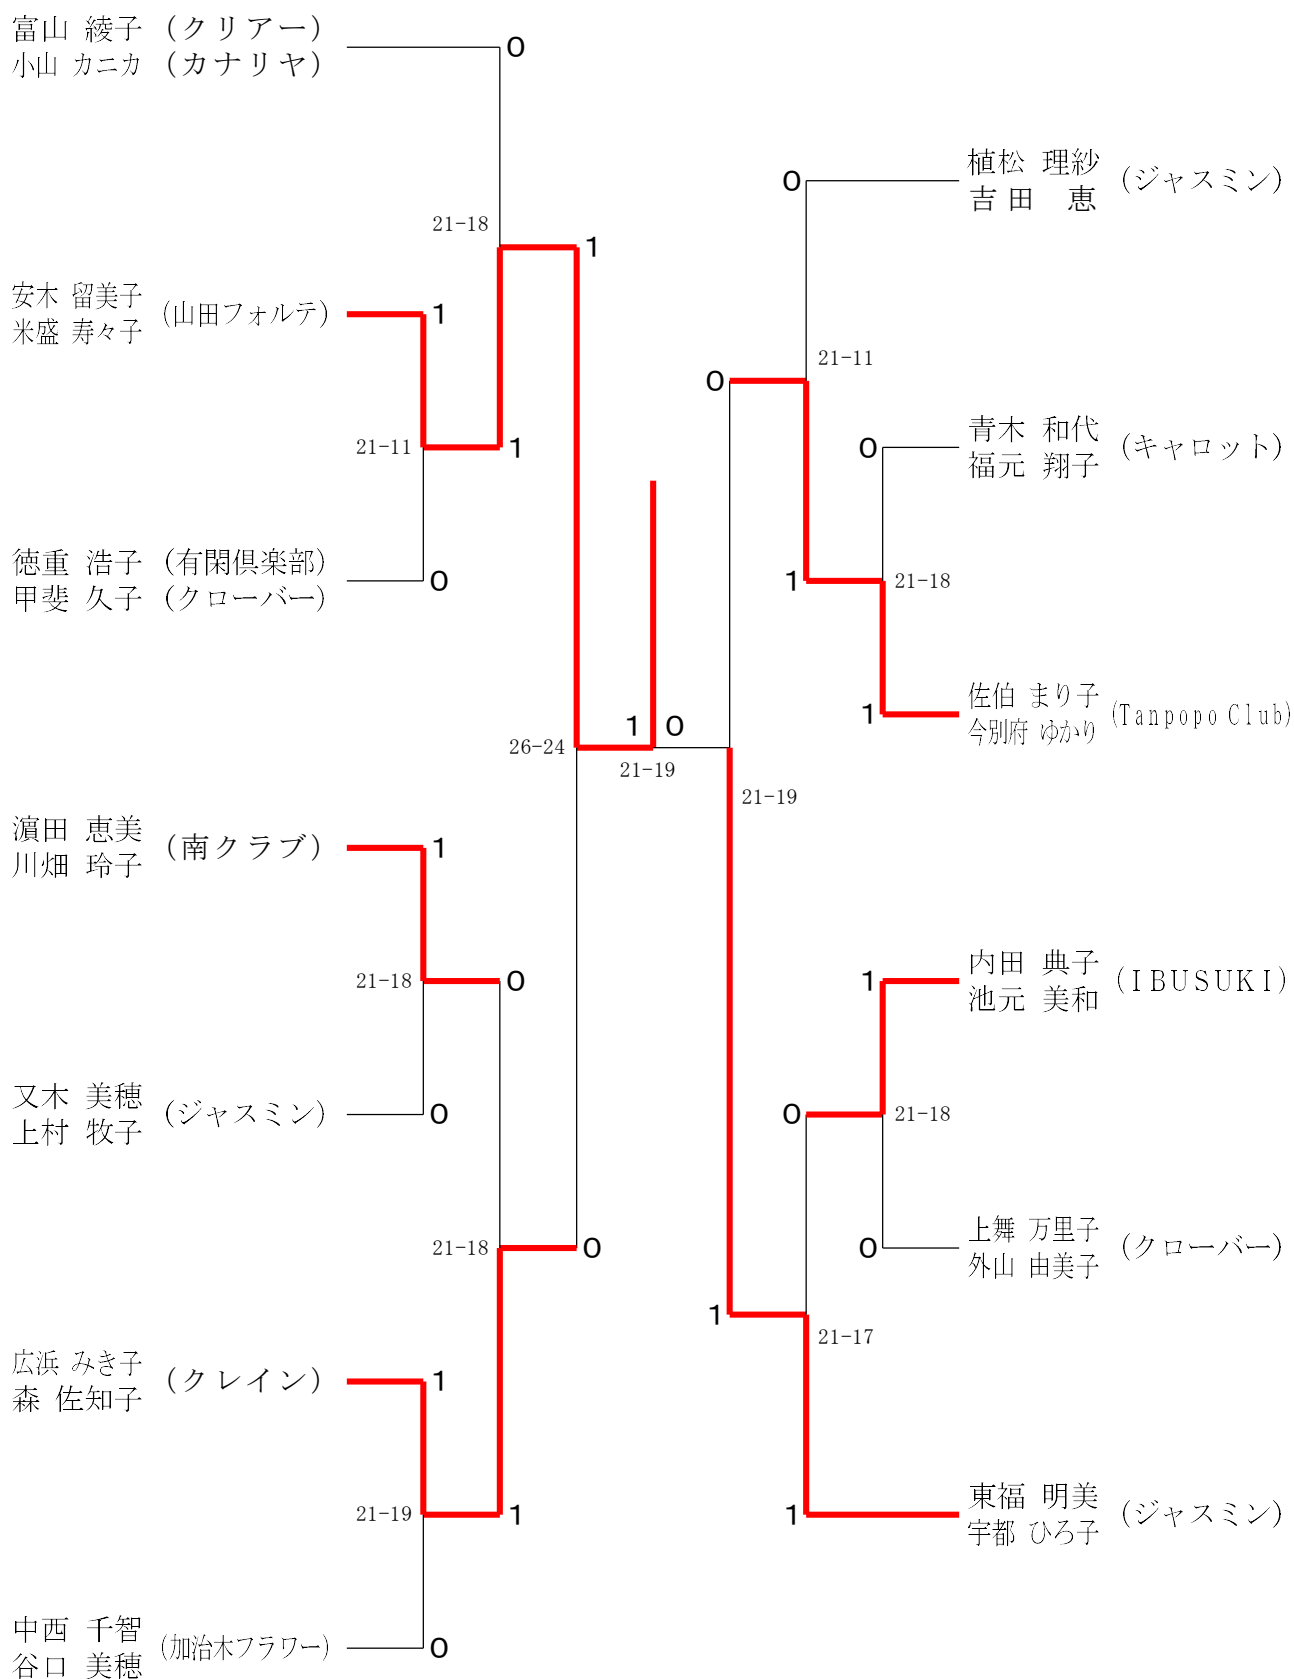 富山 綾子 (クリアー)
小山 カニカ (カナリヤ)
0
21-18
1
安木 留美子
米盛 寿々子
(山田フォルテ)
1
21-11
1
徳重 浩子 (有閑倶楽部)
甲斐 久子 (クローバー)
0
26-24
1
0
21-19
濵田 恵美
川畑 玲子
(南クラブ)
1
21-18
0
又木 美穂
上村 牧子
(ジャスミン)
0
21-18
0
広浜 みき子
森 佐知子
(クレイン)
1
21-19
1
中西 千智
谷口 美穂
(加治木フラワー)
0
0
植松 理紗
吉田 恵
(ジャスミン)
21-11
0
0
青木 和代
福元 翔子
(キャロット)
1
21-18
1
佐伯 まり子
今別府 ゆかり
(Tanpopo Club)
21-19
1
内田 典子
池元 美和
(IBUSUKI)
0
21-18
0
上舞 万里子
外山 由美子
(クローバー)
1
21-17
1
東福 明美
宇都 ひろ子
(ジャスミン)